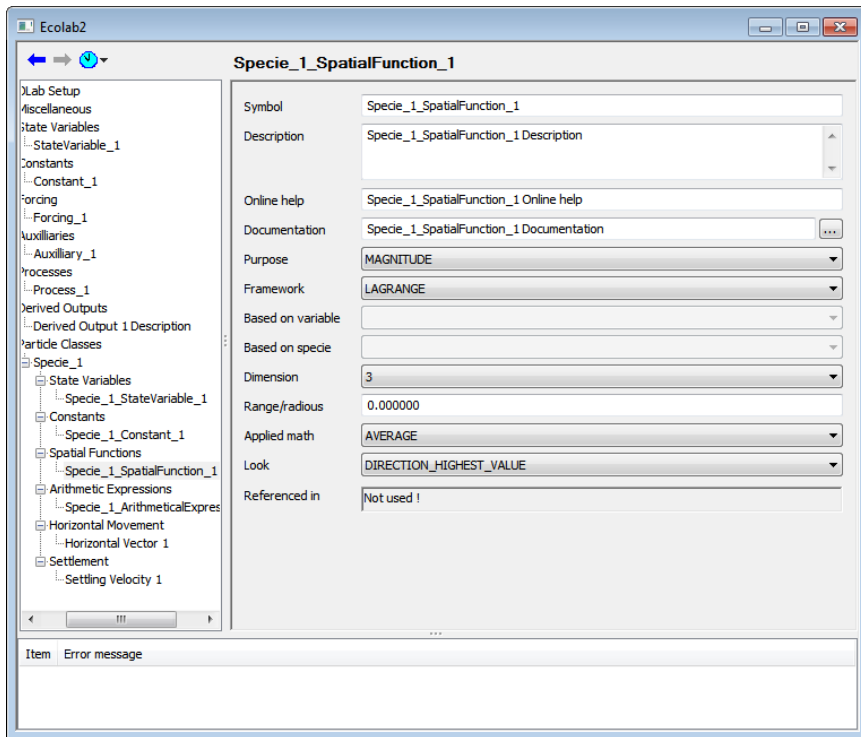 Ecolab2
Specie_1_SpatialFunction_1
Lab Setup
Miscellaneous
State Variables
StateVariable_1
Constants
Constant_1
Forcing
Forcing_1
Auxilliaries
Auxilliary_1
Processes
Process_1
Derived Outputs
Derived Output 1 Description
Particle Classes
Specie_1
State Variables
Specie_1_StateVariable_1
Constants
Specie_1_Constant_1
Spatial Functions
Specie_1_SpatialFunction_1
Arithmetic Expressions
Specie_1_ArithmeticalExpres
Horizontal Movement
Horizontal Vector 1
Settlement
Settling Velocity 1
Symbol Specie_1_SpatialFunction_1
Description Specie_1_SpatialFunction_1 Description
Online help Specie_1_SpatialFunction_1 Online help
Documentation Specie_1_SpatialFunction_1 Documentation ...
Purpose MAGNITUDE
Framework LAGRANGE
Based on variable
Based on specie
Dimension 3
Range/radious 0.000000
Applied math AVERAGE
Look DIRECTION_HIGHEST_VALUE
Referenced in Not used !
Item Error message